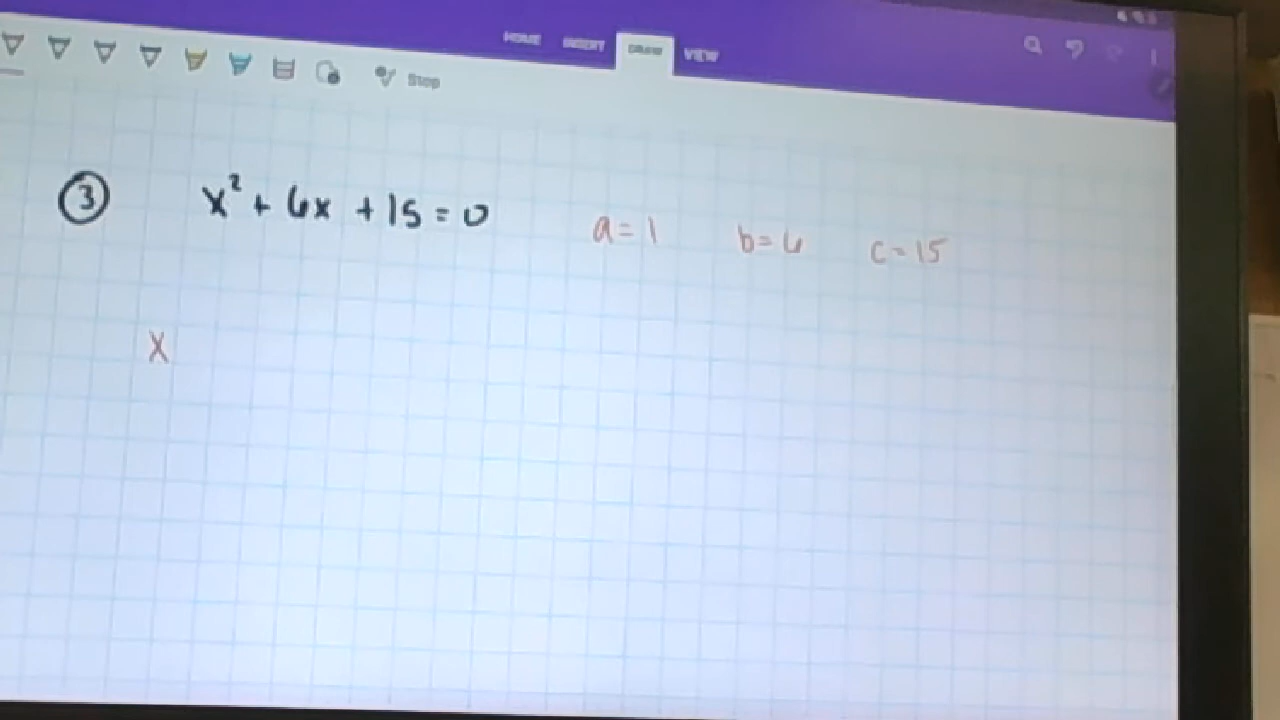 HOME INSERT DRAW VIEW
Stop
3 x² + 6x + 15 = 0 a = 1 b = 6 c = 15
X